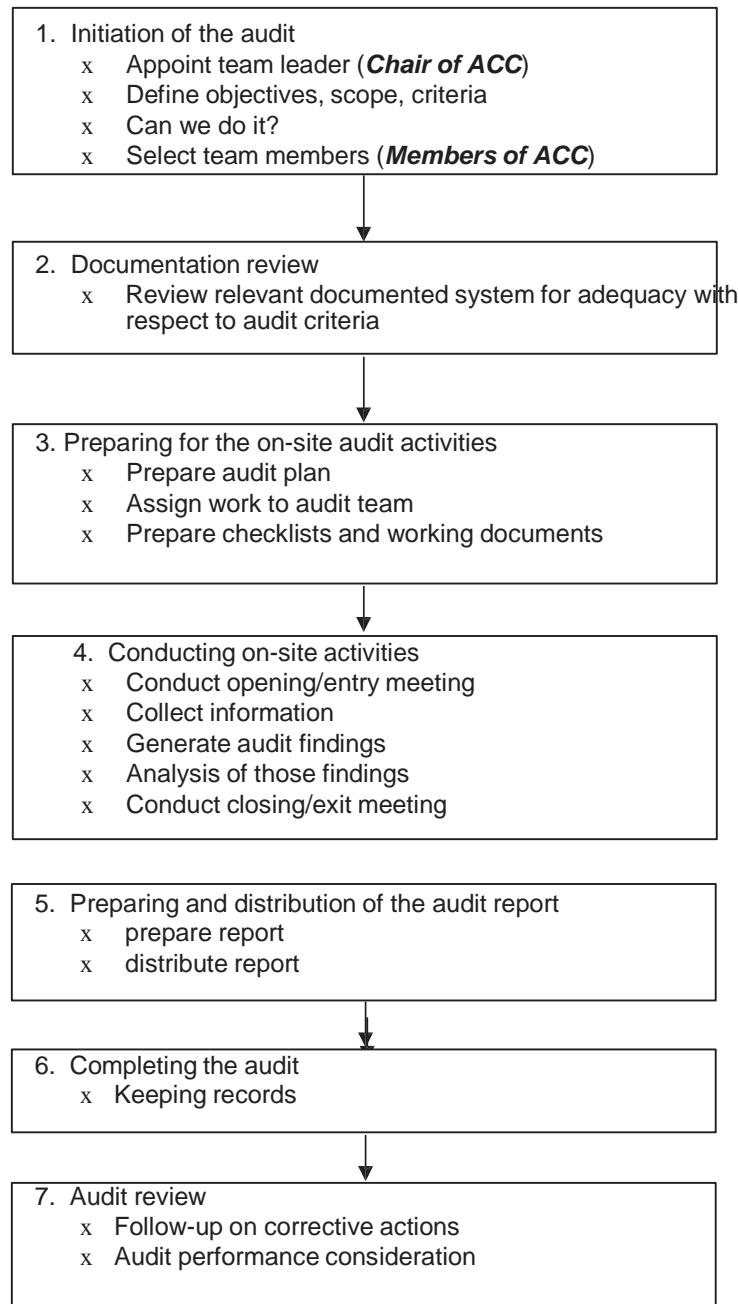 1. Initiation of the audit
x Appoint team leader (Chair of ACC)
x Define objectives, scope, criteria
x Can we do it?
x Select team members (Members of ACC)
2. Documentation review
x Review relevant documented system for adequacy with
respect to audit criteria
3. Preparing for the on-site audit activities
x Prepare audit plan
x Assign work to audit team
x Prepare checklists and working documents
4. Conducting on-site activities
x Conduct opening/entry meeting
x Collect information
x Generate audit findings
x Analysis of those findings
x Conduct closing/exit meeting
5. Preparing and distribution of the audit report
x prepare report
x distribute report
6. Completing the audit
x Keeping records
7. Audit review
x Follow-up on corrective actions
x Audit performance consideration